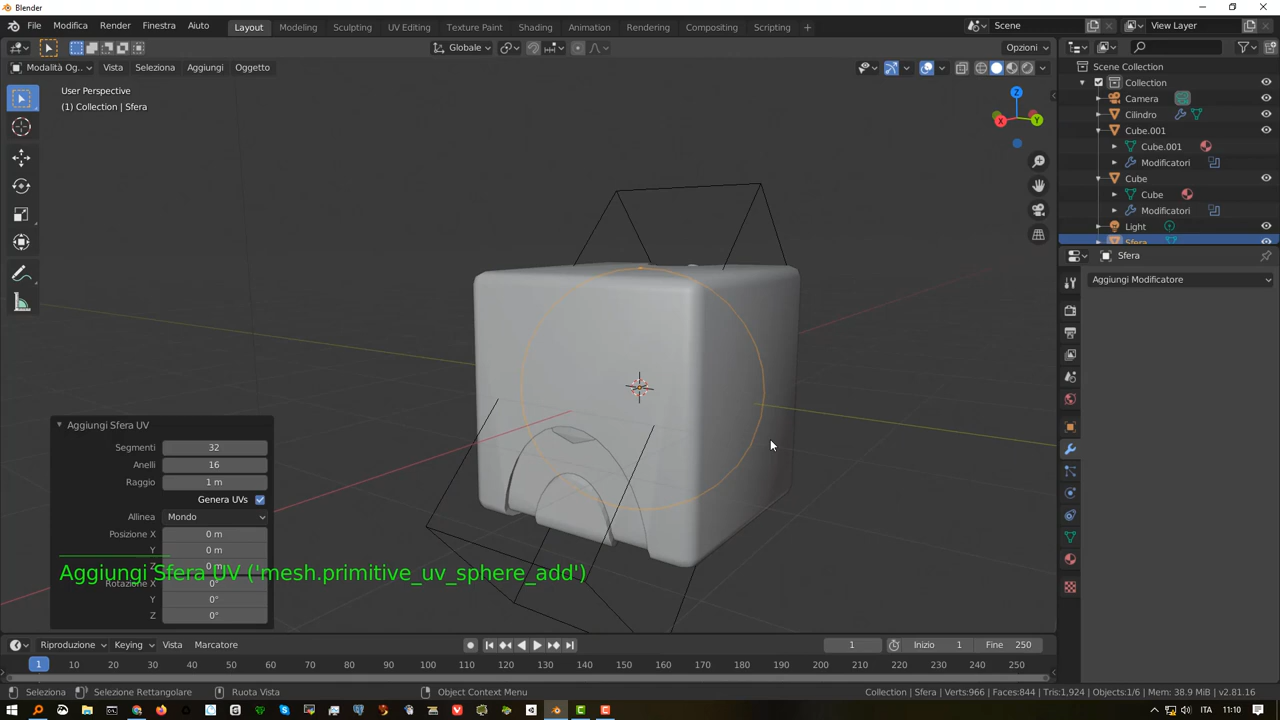 Blender
File
Render
Finestra
Aiuto
Layout
Modeling
Sculpting
UV Editing
Texture Paint
Shading
Animation
Rendering
Compositing
Scripting
+
Scene
View Layer
Globale
Opzioni
Modalità Og...
Vista
Selezione
Aggiungi
Oggetto
User Perspective
(1) Collection | Sfera
Z
X
Y
Scene Collection
Collection
Camera
Cilindro
Cube.001
Cube.001
Modificatori
Cube
Cube
Modificatori
Light
Sfera
Sfera
Aggiungi Modificatore
Aggiungi Sfera UV
Segmenti 32
Anelli 16
Raggio 1 m
Genera UVs
Allinea Mondo
Posizione X 0 m
Y 0 m
Z 0 m
Aggiungi Sfera UV ('mesh.primitive_uv_sphere_add')
Rotazione X 0°
Y 0°
Z 0°
Riproduzione
Keying
Vista
Marcatore
1
Inizio 1
Fine 250
1 10 20 30 40 50 60 70 80 90 100 110 120 130 140 150 160 170 180 190 200 210 220 230 240 250
Seleziona
Selezione Rettangolare
Ruota Vista
Object Context Menu
Collection | Sfera | Verts:966 | Faces:844 | Tris:1,924 | Objects:1/6 | Mem: 38.9 MiB | v2.81.16
ITA
11:10